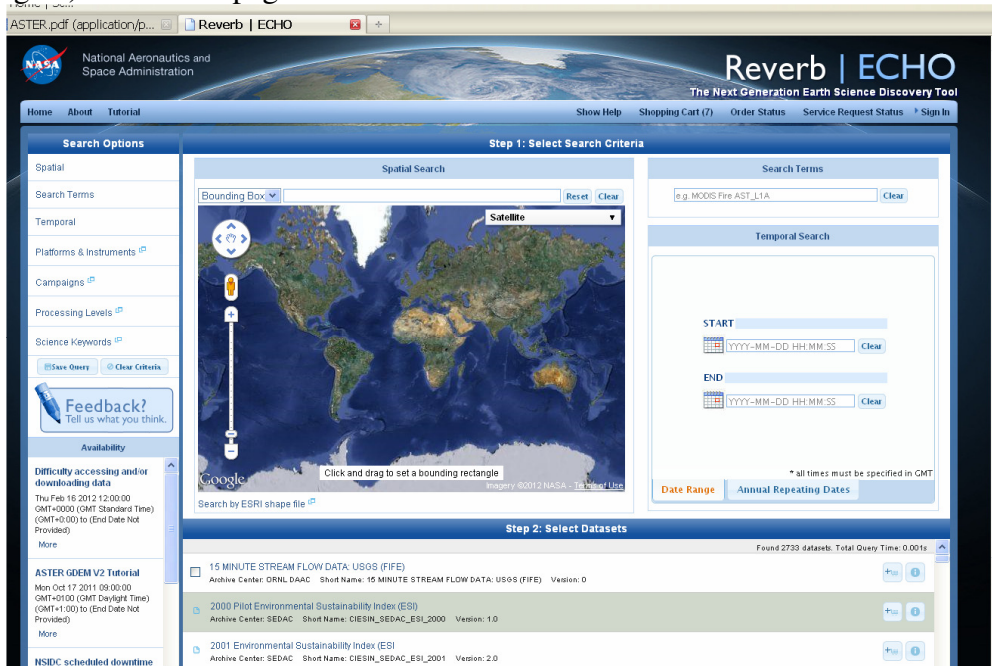 ASTER.pdf (application/p...
Reverb | ECHO
NASA
National Aeronautics and
Space Administration
Reverb | ECHO
The Next Generation Earth Science Discovery Tool
Home About Tutorial
Show Help Shopping Cart (7) Order Status Service Request Status Sign In
Search Options
Spatial
Search Terms
Temporal
Platforms & Instruments
Campaigns
Processing Levels
Science Keywords
Save Query Clear Criteria
Feedback?
Tell us what you think.
Availability
Difficulty accessing and/or
downloading data
Thu Feb 16 2012 12:00:00
GMT+0000 (GMT Standard Time)
(GMT+0:00) to (End Date Not
Provided)
More
ASTER GDEM V2 Tutorial
Mon Oct 17 2011 09:00:00
GMT+0100 (GMT Daylight Time)
(GMT+1:00) to (End Date Not
Provided)
More
NSIDC scheduled downtime
Step 1: Select Search Criteria
Spatial Search
Bounding Box Reset Clear
Satellite
Click and drag to set a bounding rectangle
Google
Imagery ©2012 NASA - Terms of Use
Search by ESRI shape file
Search Terms
e.g. MODIS Fire AST_L1A Clear
Temporal Search
START
YYYY-MM-DD HH:MM:SS Clear
END
YYYY-MM-DD HH:MM:SS Clear
* all times must be specified in GMT
Date Range Annual Repeating Dates
Step 2: Select Datasets
Found 2733 datasets. Total Query Time: 0.001s
15 MINUTE STREAM FLOW DATA: USGS (FIFE)
Archive Center: ORNL DAAC Short Name: 15 MINUTE STREAM FLOW DATA: USGS (FIFE) Version: 0
2000 Pilot Environmental Sustainability Index (ESI)
Archive Center: SEDAC Short Name: CIESIN_SEDAC_ESI_2000 Version: 1.0
2001 Environmental Sustainability Index (ESI
Archive Center: SEDAC Short Name: CIESIN_SEDAC_ESI_2001 Version: 2.0